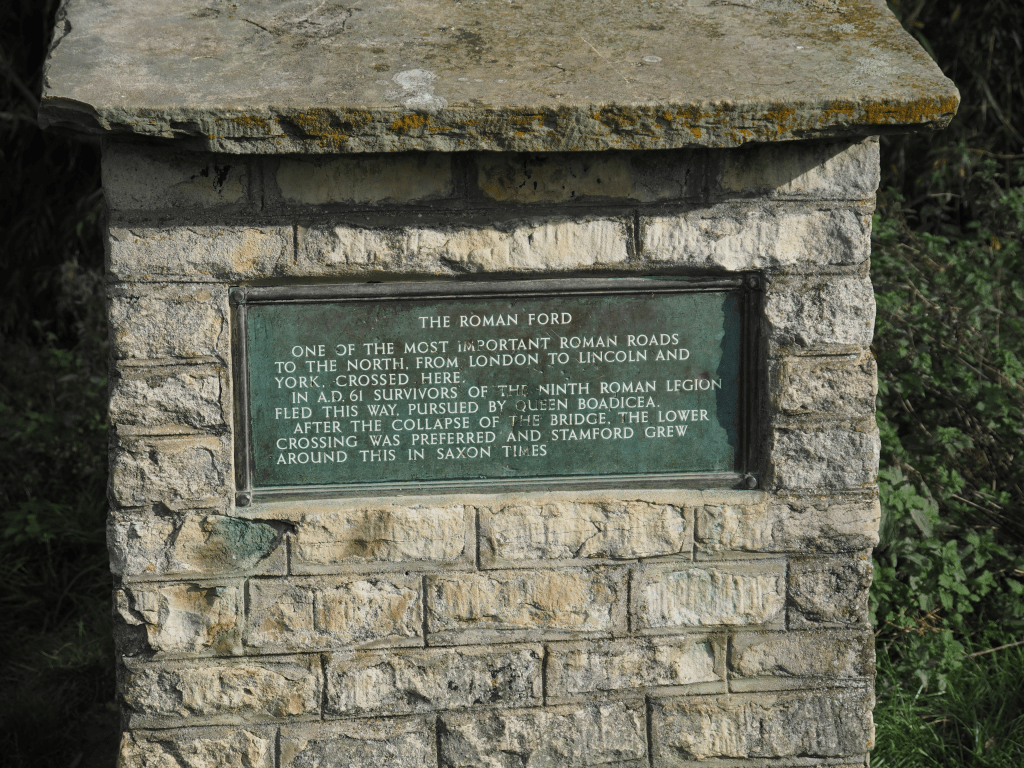 THE ROMAN FORD
ONE OF THE MOST IMPORTANT ROMAN ROADS
TO THE NORTH, FROM LONDON TO LINCOLN AND
YORK, CROSSED HERE.
IN A.D. 61 SURVIVORS OF THE NINTH ROMAN LEGION
FLED THIS WAY, PURSUED BY QUEEN BOADICEA.
AFTER THE COLLAPSE OF THE BRIDGE, THE LOWER
CROSSING WAS PREFERRED AND STAMFORD GREW
AROUND THIS IN SAXON TIMES